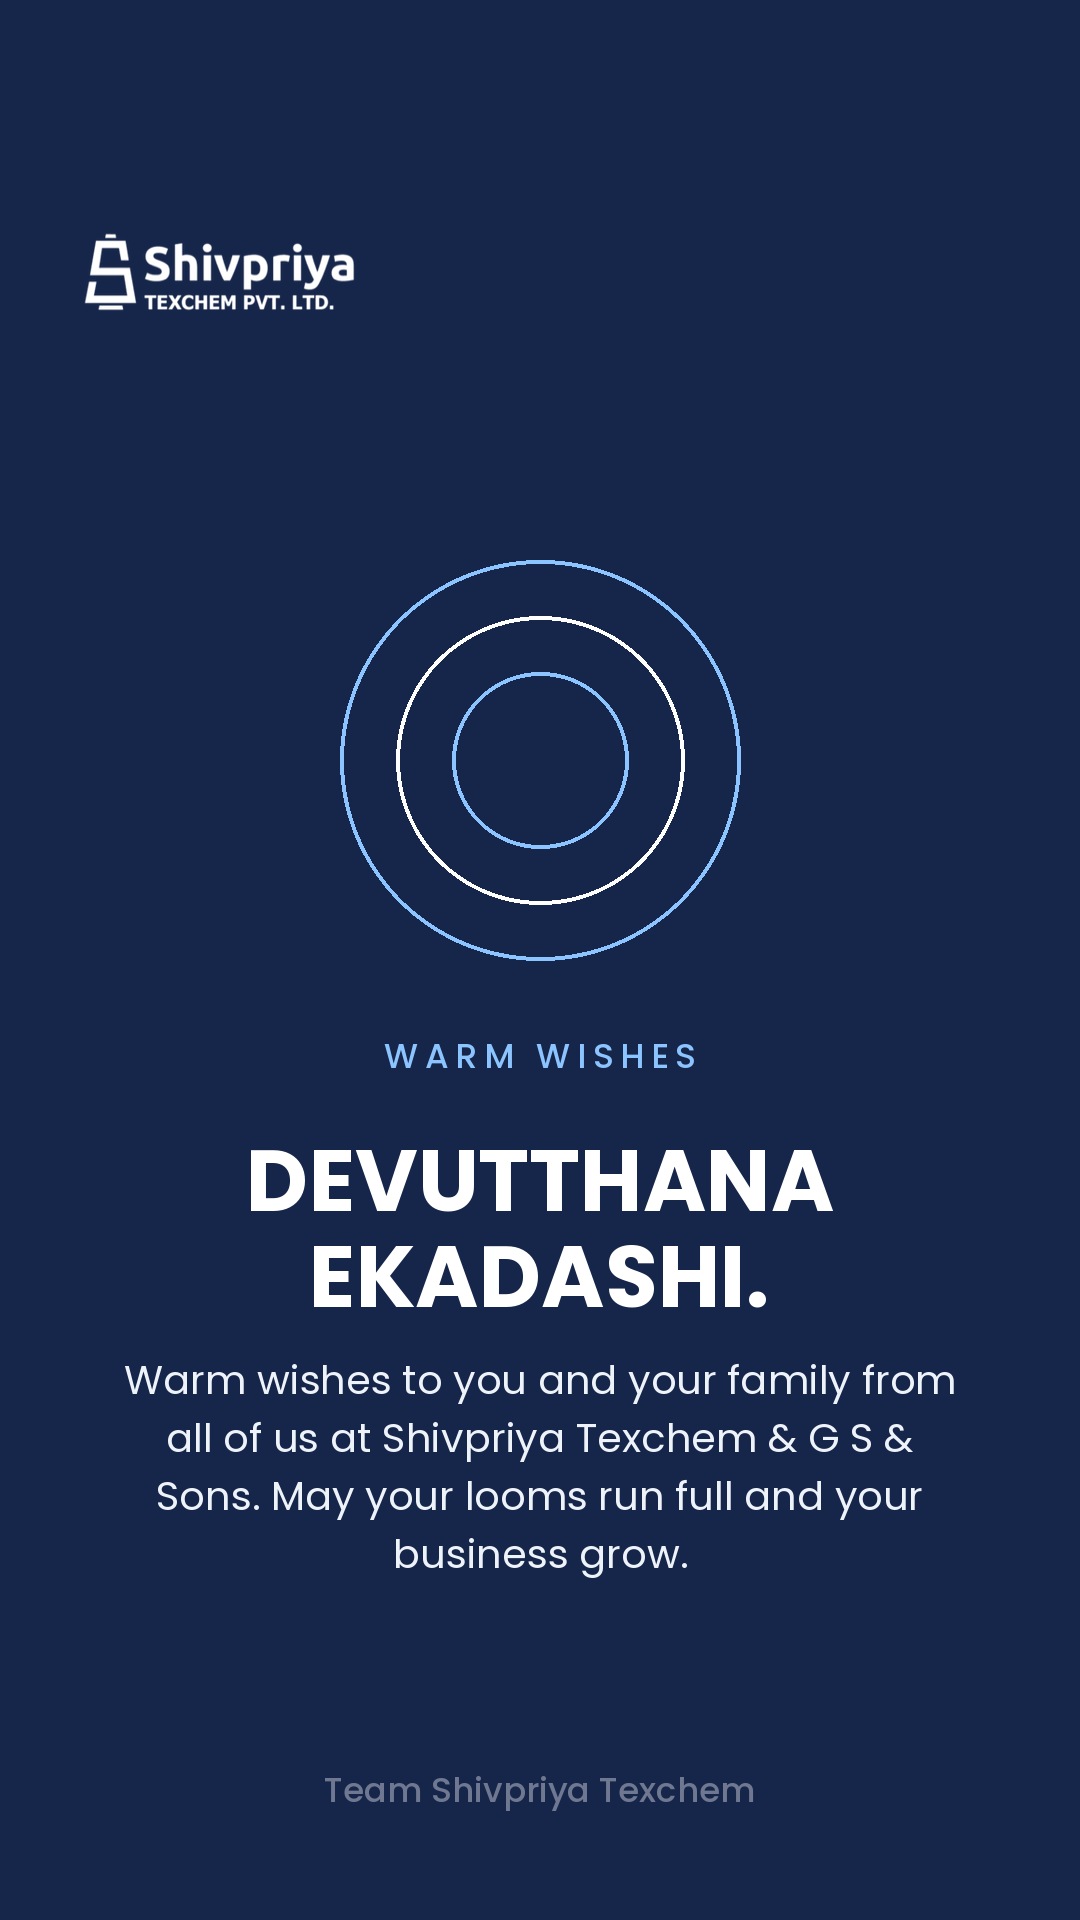 Shivpriya
TEXCHEM PVT. LTD.
WARM WISHES
DEVUTTHANA
EKADASHI.
Warm wishes to you and your family from
all of us at Shivpriya Texchem & G S &
Sons. May your looms run full and your
business grow.
Team Shivpriya Texchem